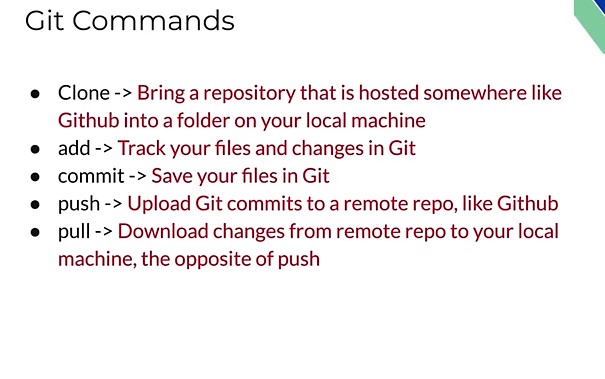 Git Commands
● Clone -> Bring a repository that is hosted somewhere like
Github into a folder on your local machine
● add -> Track your files and changes in Git
● commit -> Save your files in Git
● push -> Upload Git commits to a remote repo, like Github
● pull -> Download changes from remote repo to your local
machine, the opposite of push